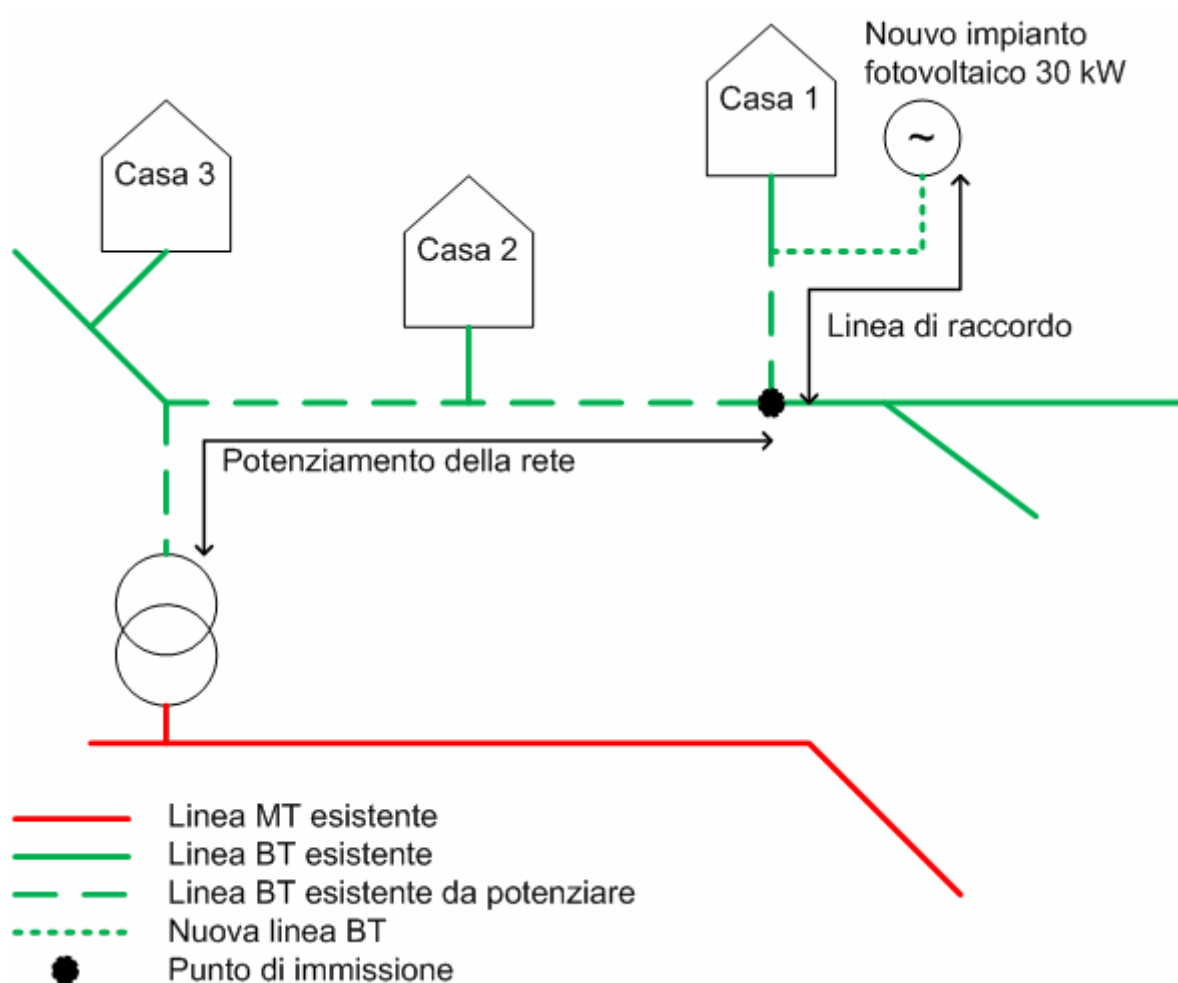 Nouvo impianto
fotovoltaico 30 kW
Casa 1
~
Casa 3
Casa 2
Linea di raccordo
Potenziamento della rete
Linea MT esistente
Linea BT esistente
Linea BT esistente da potenziare
Nuova linea BT
Punto di immissione